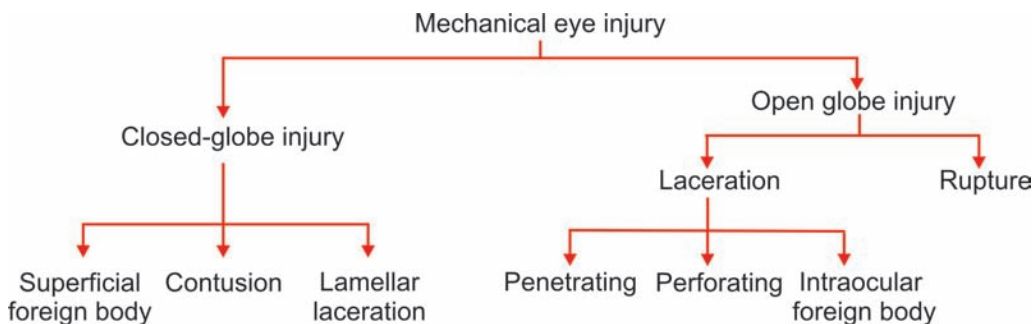 Mechanical eye injury
Open globe injury
Closed-globe injury
Laceration
Rupture
Superficial
foreign body
Contusion
Lamellar
laceration
Penetrating
Perforating
Intraocular
foreign body